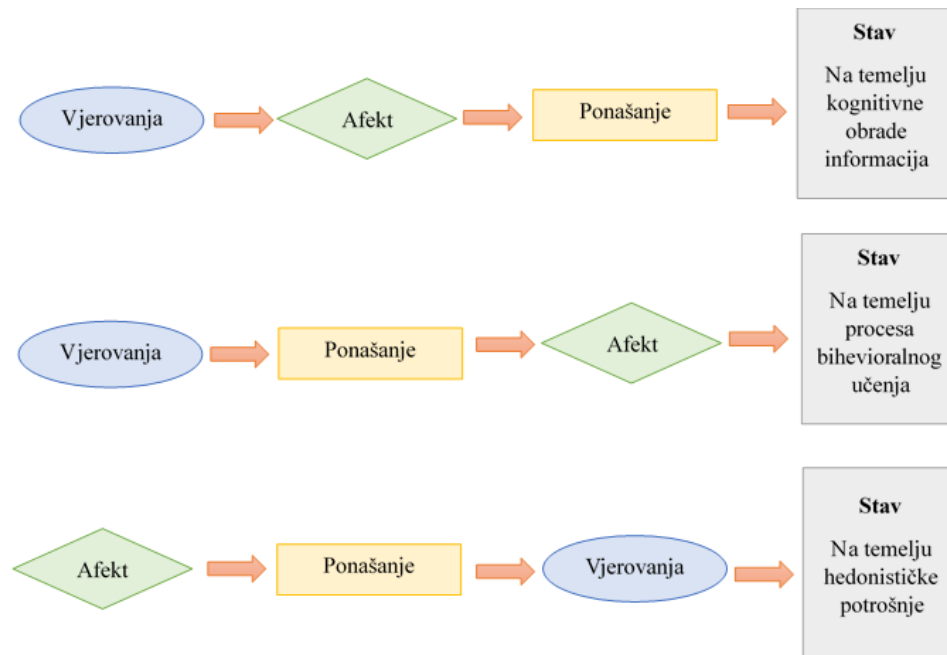 Vjerovanja
Afekt
Ponašanje
Stav
Na temelju
kognitivne
obrade
informacija
Vjerovanja
Ponašanje
Afekt
Stav
Na temelju
procesa
bihevioralnog
učenja
Afekt
Ponašanje
Vjerovanja
Stav
Na temelju
hedonističke
potrošnje